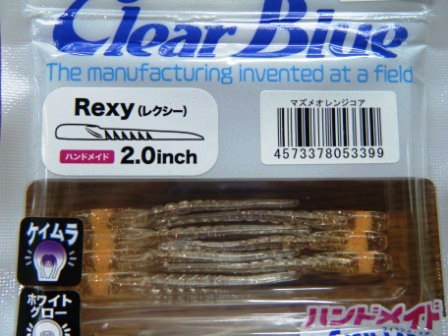 Clear Blue
The manufacturing invented at a field.
Rexy(レクシー)
ハンドメイド 2.0inch
マズメオレンジコア
4573378053399
ケイムラ
ホワイト
グロー
ハンドメイド